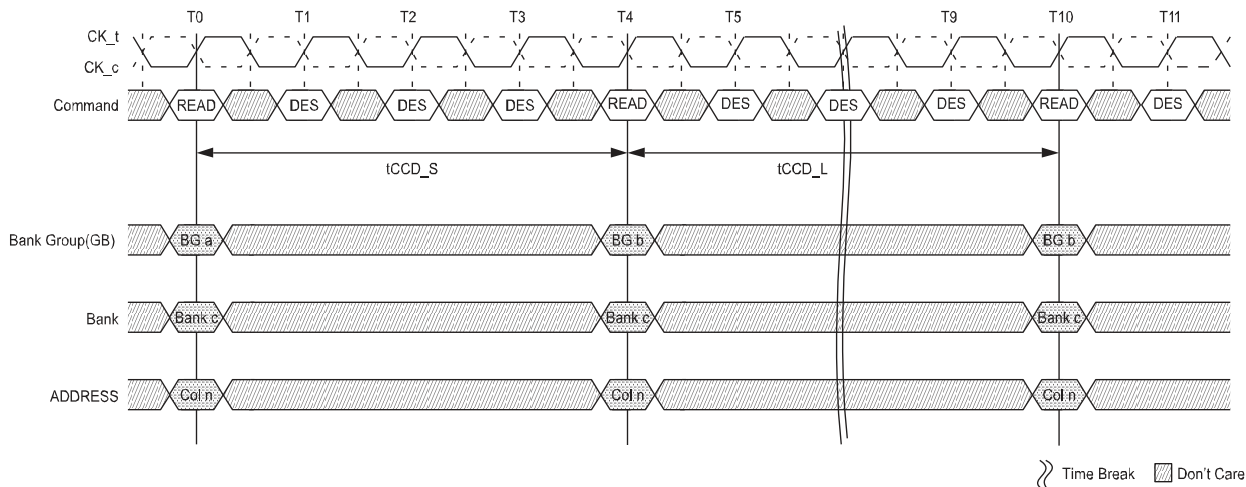 T0 T1 T2 T3 T4 T5 T9 T10 T11
CK_t
CK_c
Command READ DES DES DES READ DES DES DES READ DES
tCCD_S tCCD_L
Bank Group(GB) BG a BG b BG b
Bank Bank c Bank c Bank c
ADDRESS Col n Col n Col n
Time Break Don't Care